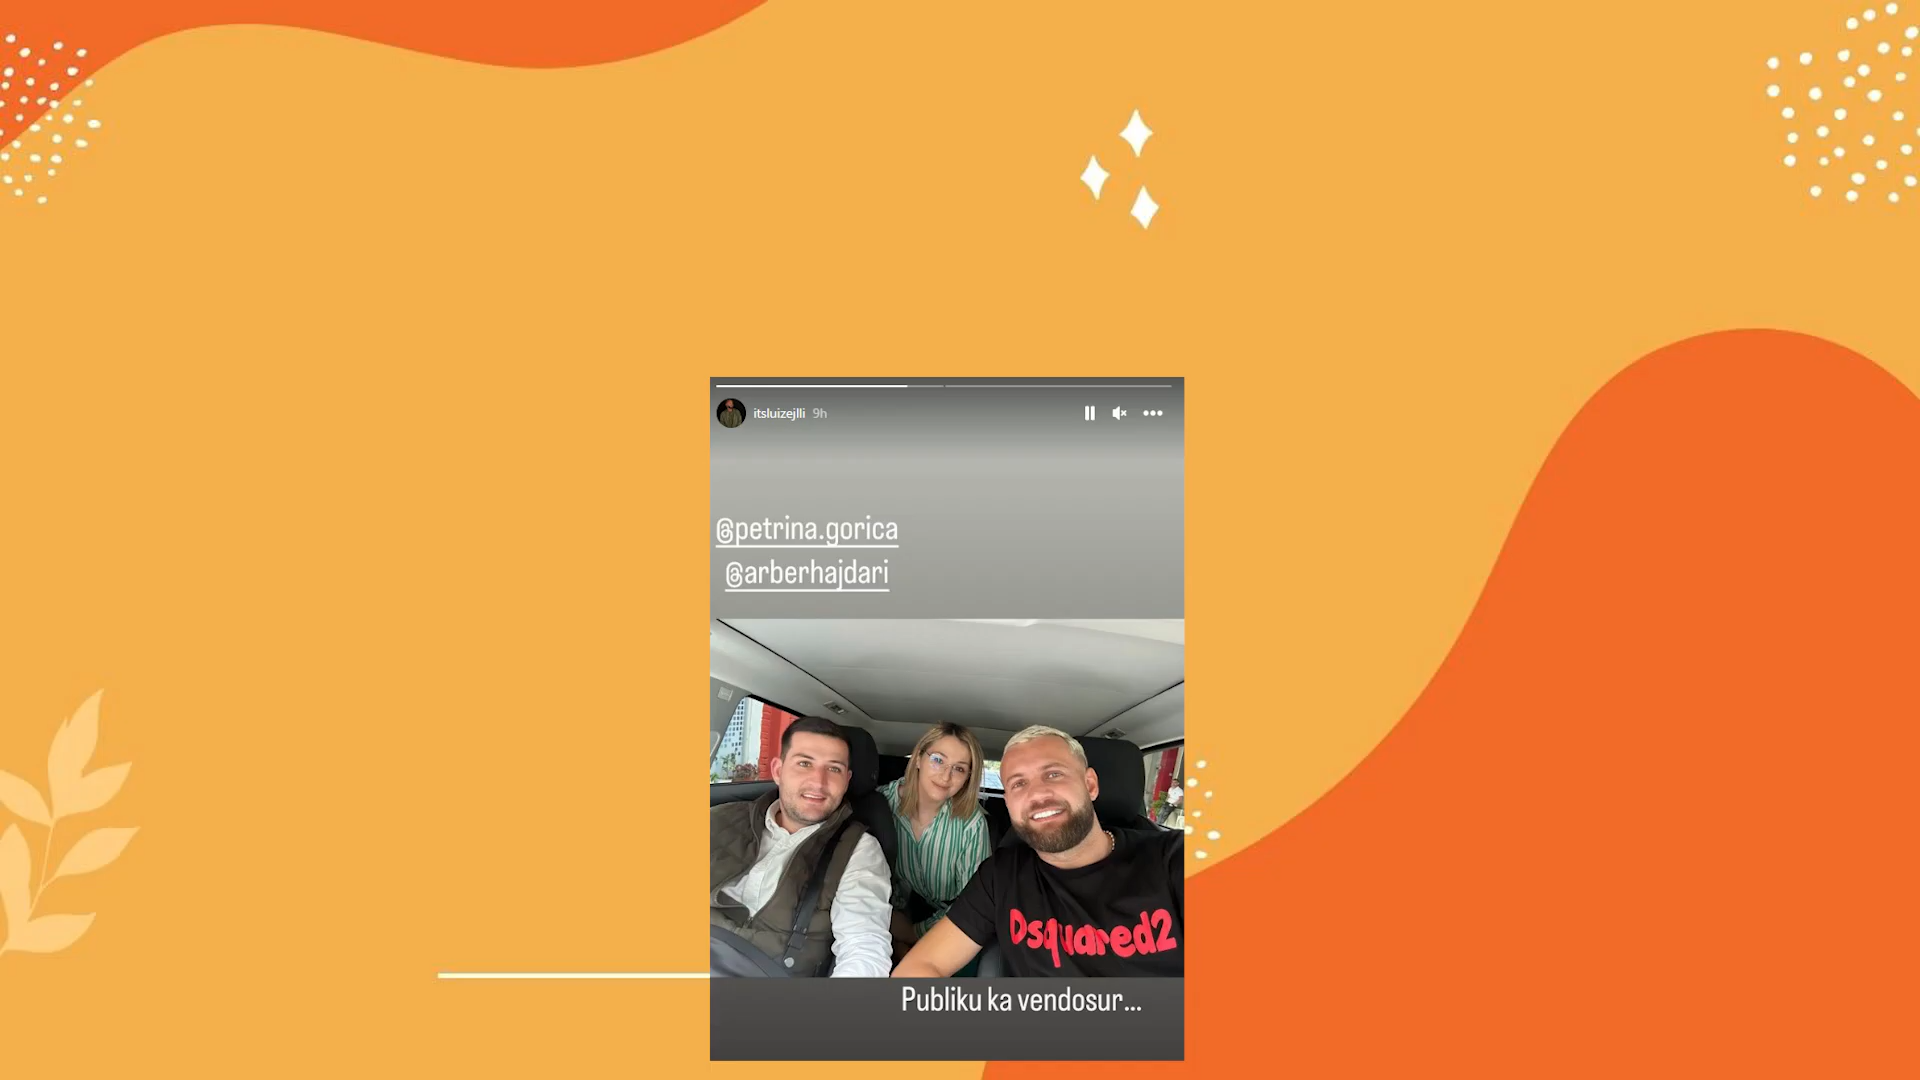 itsluizejlli 9h
@petrina.gorica
@arberhajdari
Dsquared2
Publiku ka vendosur...